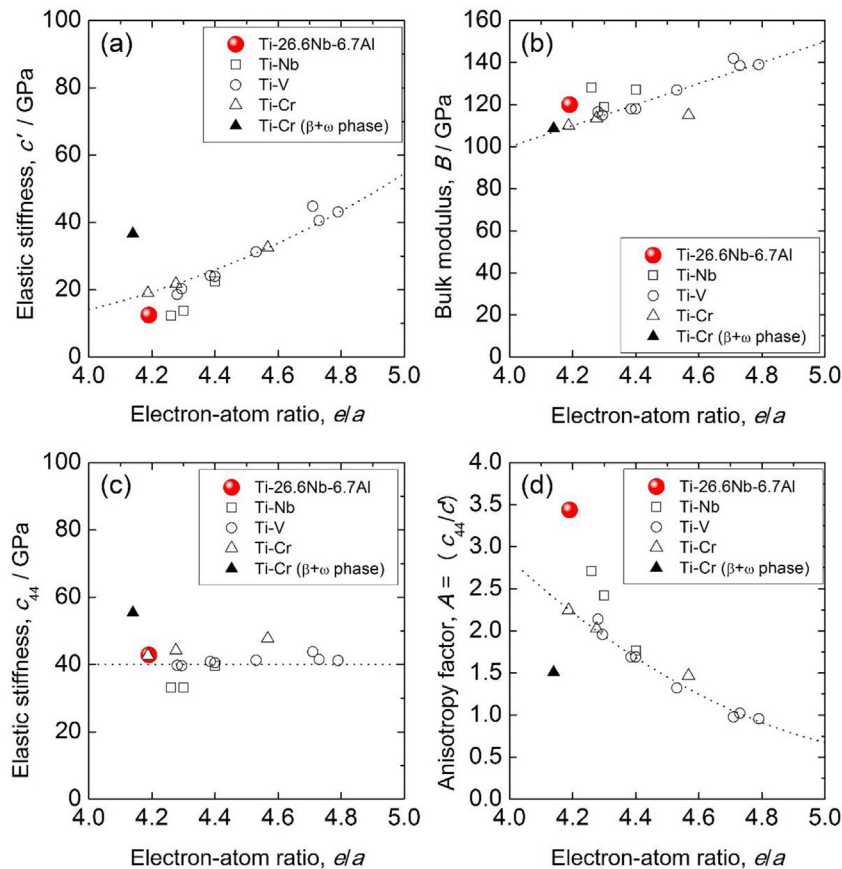 (a)
Ti-26.6Nb-6.7Al
Ti-Nb
Ti-V
Ti-Cr
Ti-Cr (β+ω phase)
100
80
60
40
20
0
4.0 4.2 4.4 4.6 4.8 5.0
Elastic stiffness, c′ / GPa
Electron-atom ratio, e/a
(b)
160
140
120
100
80
60
40
20
0
Ti-26.6Nb-6.7Al
Ti-Nb
Ti-V
Ti-Cr
Ti-Cr (β+ω phase)
4.0 4.2 4.4 4.6 4.8 5.0
Bulk modulus, B / GPa
Electron-atom ratio, e/a
(c)
Ti-26.6Nb-6.7Al
Ti-Nb
Ti-V
Ti-Cr
Ti-Cr (β+ω phase)
100
80
60
40
20
0
4.0 4.2 4.4 4.6 4.8 5.0
Elastic stiffness, c44 / GPa
Electron-atom ratio, e/a
(d)
Ti-26.6Nb-6.7Al
Ti-Nb
Ti-V
Ti-Cr
Ti-Cr (β+ω phase)
4.0
3.5
3.0
2.5
2.0
1.5
1.0
0.5
0.0
4.0 4.2 4.4 4.6 4.8 5.0
Anisotropy factor, A = (c44/c′)
Electron-atom ratio, e/a